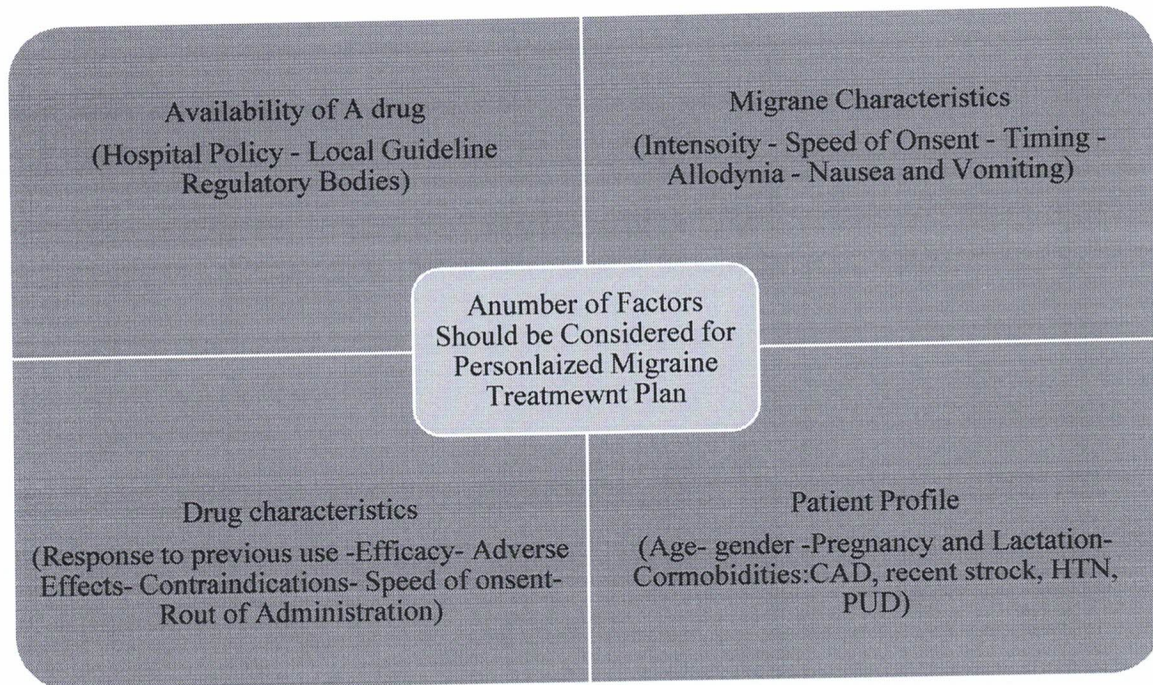 Availability of A drug
(Hospital Policy - Local Guideline
Regulatory Bodies)
Migrane Characteristics
(Intensoity - Speed of Onsent - Timing -
Allodynia - Nausea and Vomiting)
Anumber of Factors
Should be Considered for
Personlaized Migraine
Treatmewnt Plan
Drug characteristics
(Response to previous use -Efficacy- Adverse
Effects- Contraindications- Speed of onsent-
Rout of Administration)
Patient Profile
(Age- gender -Pregnancy and Lactation-
Cormobidities:CAD, recent strock, HTN,
PUD)